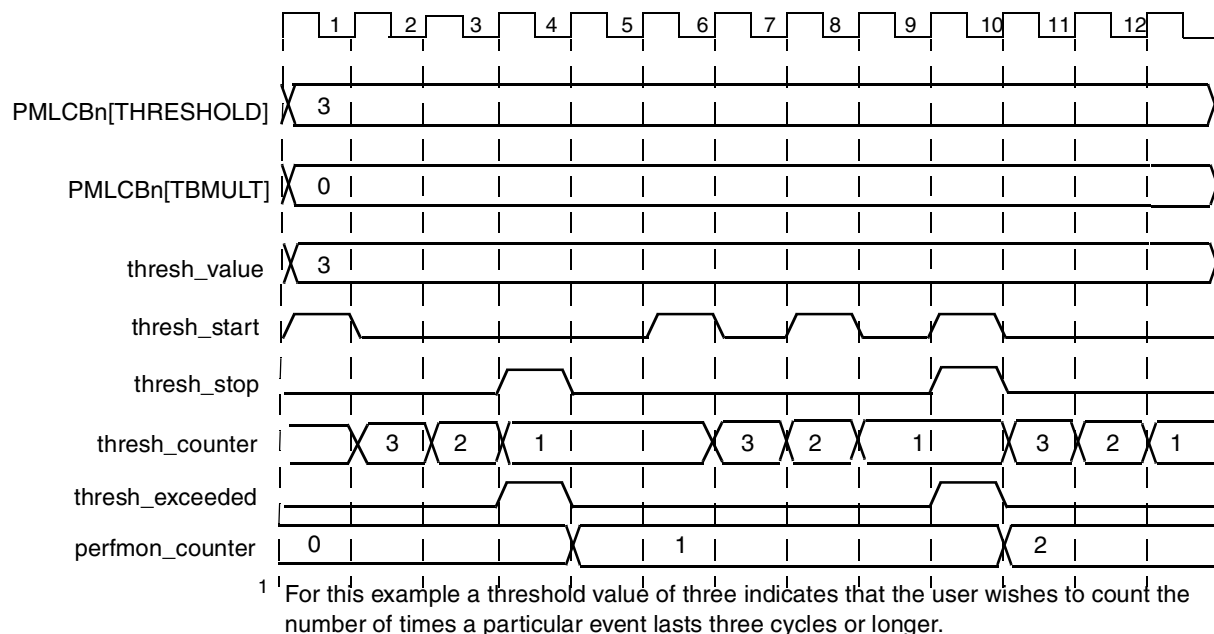 1 2 3 4 5 6 7 8 9 10 11 12
PMLCBn[THRESHOLD] 3
PMLCBn[TBMULT] 0
thresh_value 3
thresh_start
thresh_stop
thresh_counter 3 2 1 3 2 1 3 2 1
thresh_exceeded
perfmon_counter 0 1 2
1 For this example a threshold value of three indicates that the user wishes to count the
number of times a particular event lasts three cycles or longer.